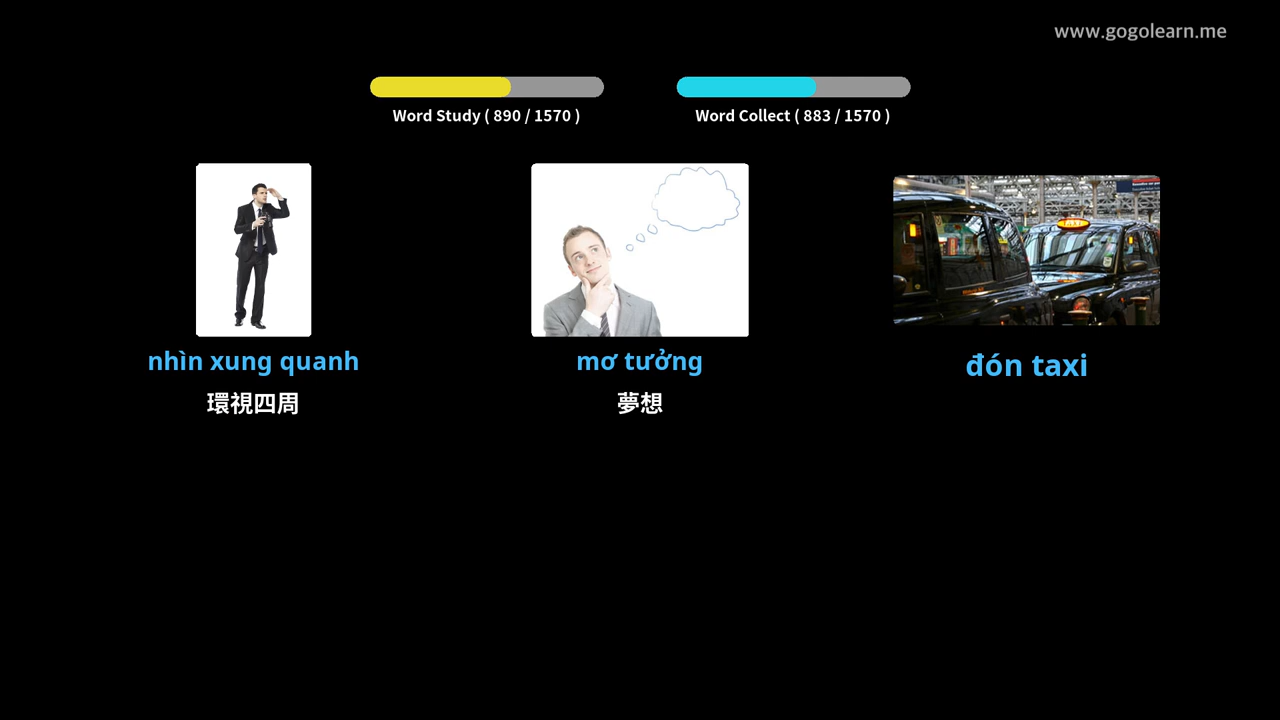 www.gogolearn.me
Word Study ( 890 / 1570 )
Word Collect ( 883 / 1570 )
TAXI
nhìn xung quanh
mơ tưởng
đón taxi
環視四周
夢想